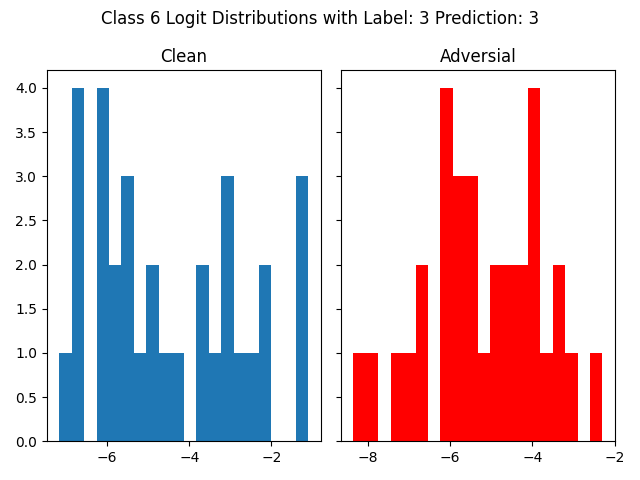 Class 6 Logit Distributions with Label: 3 Prediction: 3
Clean
Adversial
4.0
3.5
3.0
2.5
2.0
1.5
1.0
0.5
0.0
−6 −4 −2
−8 −6 −4 −2